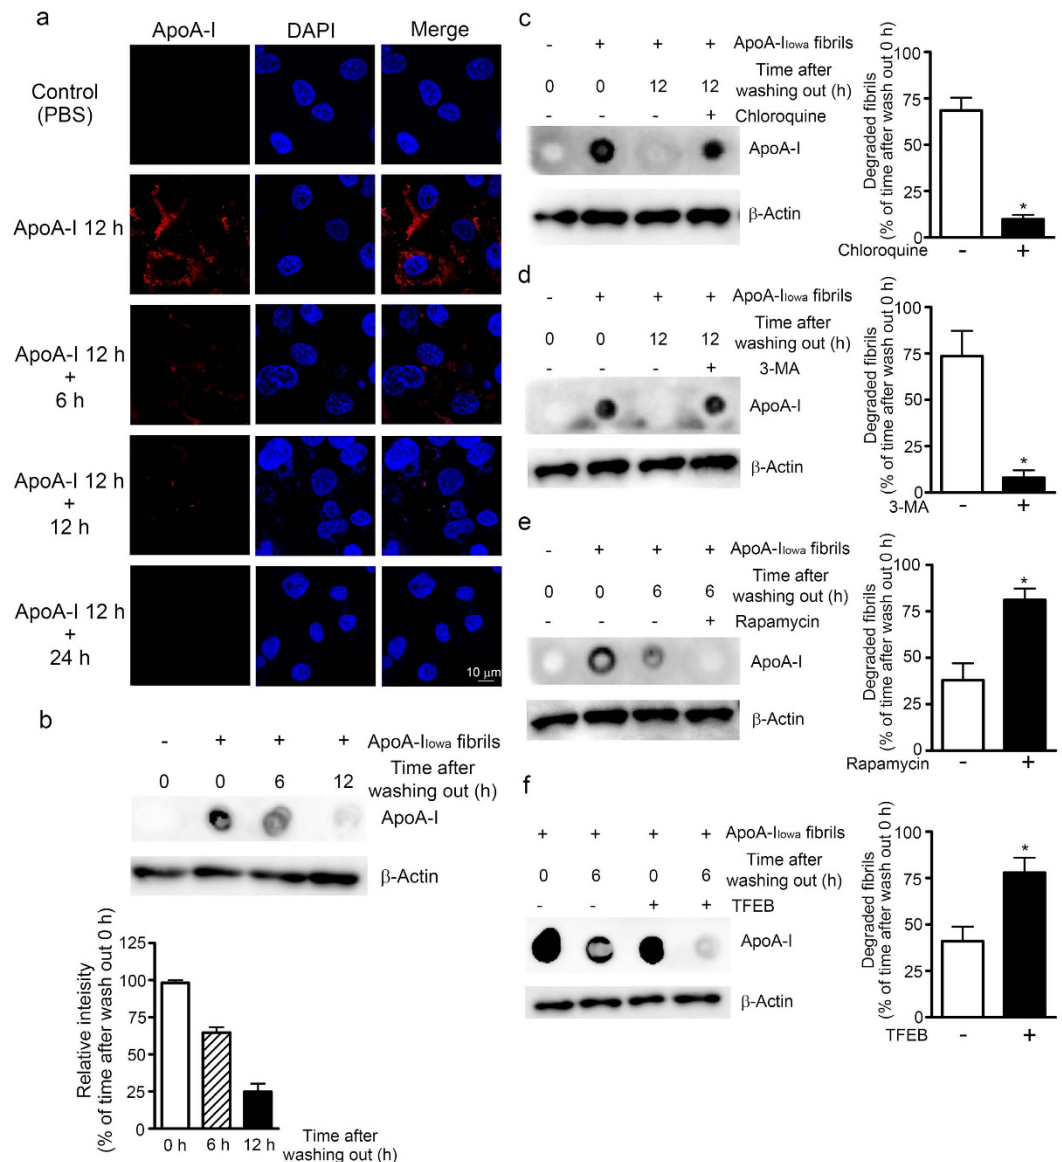 a
ApoA-I DAPI Merge
Control
(PBS)
ApoA-I 12 h
ApoA-I 12 h
+
6 h
ApoA-I 12 h
+
12 h
ApoA-I 12 h
+
24 h
10 μm
b
- + + + ApoA-IIowa fibrils
0 0 6 12 Time after
washing out (h)
ApoA-I
β-Actin
Relative inteisity
(% of time after wash out 0 h)
125
100
75
50
25
0
0 h 6 h 12 h Time after
washing out (h)
c
- + + + ApoA-IIowa fibrils
0 0 12 12 Time after
washing out (h)
- - - + Chloroquine
ApoA-I
β-Actin
Degraded fibrils
(% of time after wash out 0 h)
100
75
50
25
0
*
Chloroquine - +
d
- + + + ApoA-IIowa fibrils
0 0 12 12 Time after
washing out (h)
- - - + 3-MA
ApoA-I
β-Actin
Degraded fibrils
(% of time after wash out 0 h)
100
75
50
25
0
*
3-MA - +
e
- + + + ApoA-IIowa fibrils
0 0 6 6 Time after
washing out (h)
- - - + Rapamycin
ApoA-I
β-Actin
Degraded fibrils
(% of time after wash out 0 h)
100
75
50
25
0
*
Rapamycin - +
f
+ + + + ApoA-IIowa fibrils
0 6 0 6 Time after
washing out (h)
- - + + TFEB
ApoA-I
β-Actin
Degraded fibrils
(% of time after wash out 0 h)
100
75
50
25
0
*
TFEB - +